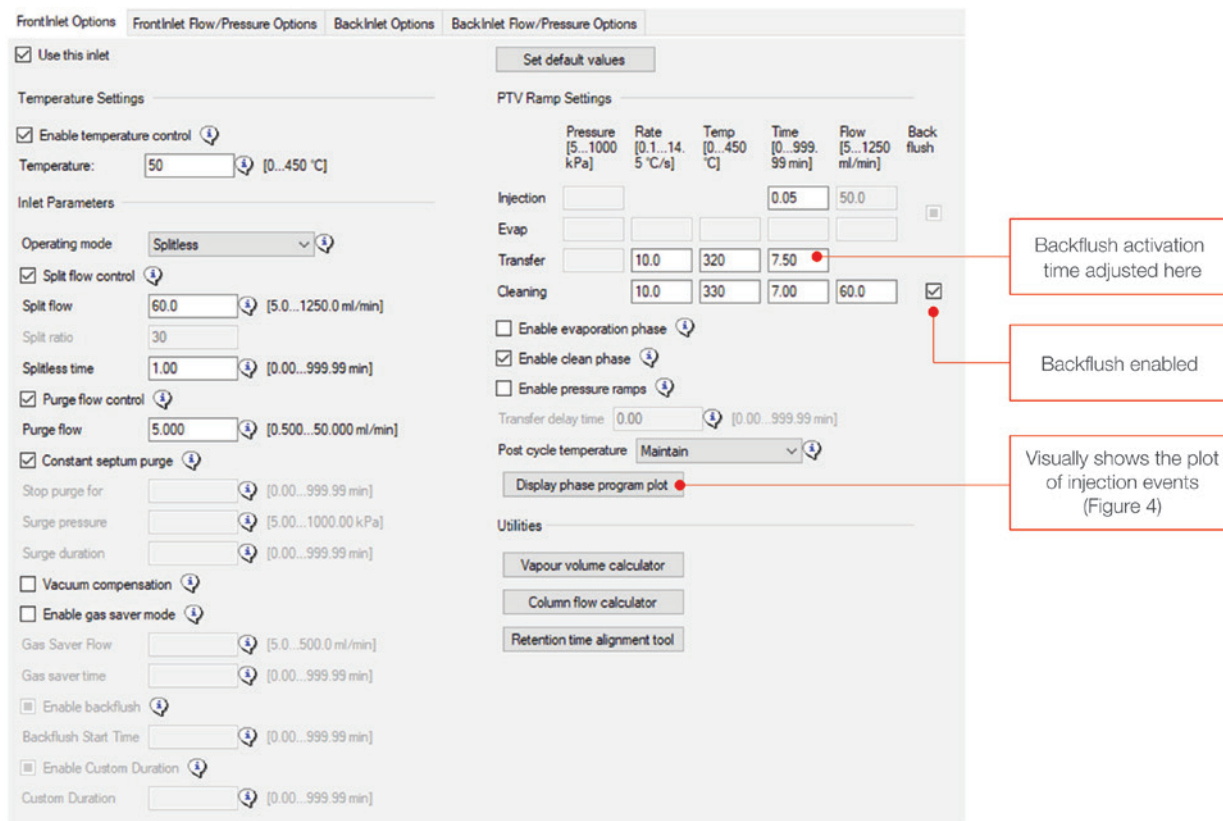 FrontInlet Options
FrontInlet Flow/Pressure Options
BackInlet Options
BackInlet Flow/Pressure Options
Use this inlet
Temperature Settings
Enable temperature control
Temperature: 50 [0...450 °C]
Inlet Parameters
Operating mode Splitless
Split flow control
Split flow 60.0 [5.0...1250.0 ml/min]
Split ratio 30
Splitless time 1.00 [0.00...999.99 min]
Purge flow control
Purge flow 5.000 [0.500...50.000 ml/min]
Constant septum purge
Stop purge for [0.00...999.99 min]
Surge pressure [5.00...1000.00 kPa]
Surge duration [0.00...999.99 min]
Vacuum compensation
Enable gas saver mode
Gas Saver Flow [5.0...500.0 ml/min]
Gas saver time [0.00...999.99 min]
Enable backflush
Backflush Start Time [0.00...999.99 min]
Enable Custom Duration
Custom Duration [0.00...999.99 min]
Set default values
PTV Ramp Settings
Pressure Rate Temp Time Flow Back
[5...1000 [0.1...14. [0...450 [0...999. [5...1250 flush
kPa] 5 °C/s] °C] 99 min] ml/min]
Injection 0.05 50.0
Evap
Transfer 10.0 320 7.50
Cleaning 10.0 330 7.00 60.0
Enable evaporation phase
Enable clean phase
Enable pressure ramps
Transfer delay time 0.00 [0.00...999.99 min]
Post cycle temperature Maintain
Display phase program plot
Utilities
Vapour volume calculator
Column flow calculator
Retention time alignment tool
Backflush activation
time adjusted here
Backflush enabled
Visually shows the plot
of injection events
(Figure 4)